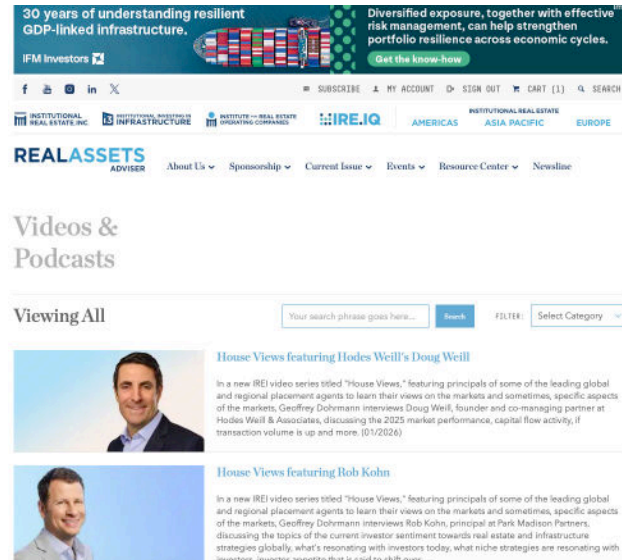 30 years of understanding resilient
GDP-linked infrastructure.
IFM Investors
Diversified exposure, together with effective
risk management, can help strengthen
portfolio resilience across economic cycles.
Get the know-how
SUBSCRIBE MY ACCOUNT SIGN OUT CART (1) SEARCH
INSTITUTIONAL
REAL ESTATE, INC.
INSTITUTIONAL INVESTING IN
INFRASTRUCTURE
INSTITUTE for REAL ESTATE
OPERATING COMPANIES
IRE.IQ
INSTITUTIONAL REAL ESTATE
AMERICAS ASIA PACIFIC EUROPE
REALASSETS
ADVISER
About Us Sponsorship Current Issue Events Resource Center Newsline
Videos &
Podcasts
Viewing All
Your search phrase goes here...
Search
FILTER: Select Category
House Views featuring Hodes Weill's Doug Weill
In a new IREI video series titled "House Views," featuring principals of some of the leading global
and regional placement agents to learn their views on the markets and sometimes, specific aspects
of the markets, Geoffrey Dohrmann interviews Doug Weill, founder and co-managing partner at
Hodes Weill & Associates, discussing the 2025 market performance, capital flow activity, if
transaction volume is up and more. (01/2026)
House Views featuring Rob Kohn
In a new IREI video series titled "House Views," featuring principals of some of the leading global
and regional placement agents to learn their views on the markets and sometimes, specific aspects
of the markets, Geoffrey Dohrmann interviews Rob Kohn, principal at Park Madison Partners,
discussing the topics of the current investor sentiment towards real estate and infrastructure
strategies globally, what's resonating with investors today, what niche strategies are resonating with